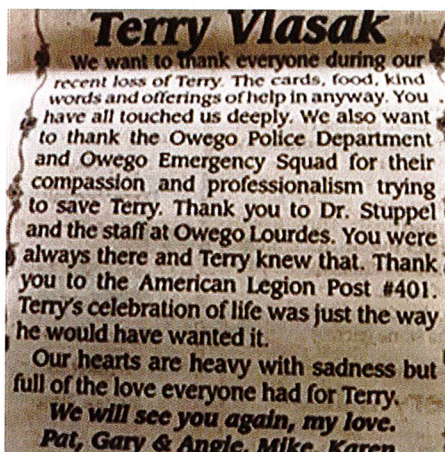 Terry Vlasak
We want to thank everyone during our
recent loss of Terry. The cards, food, kind
words and offerings of help in anyway. You
have all touched us deeply. We also want
to thank the Owego Police Department
and Owego Emergency Squad for their
compassion and professionalism trying
to save Terry. Thank you to Dr. Stuppel
and the staff at Owego Lourdes. You were
always there and Terry knew that. Thank
you to the American Legion Post #401.
Terry's celebration of life was just the way
he would have wanted it.
Our hearts are heavy with sadness but
full of the love everyone had for Terry.
We will see you again, my love.
Pat, Gary & Angie, Mike, Karen